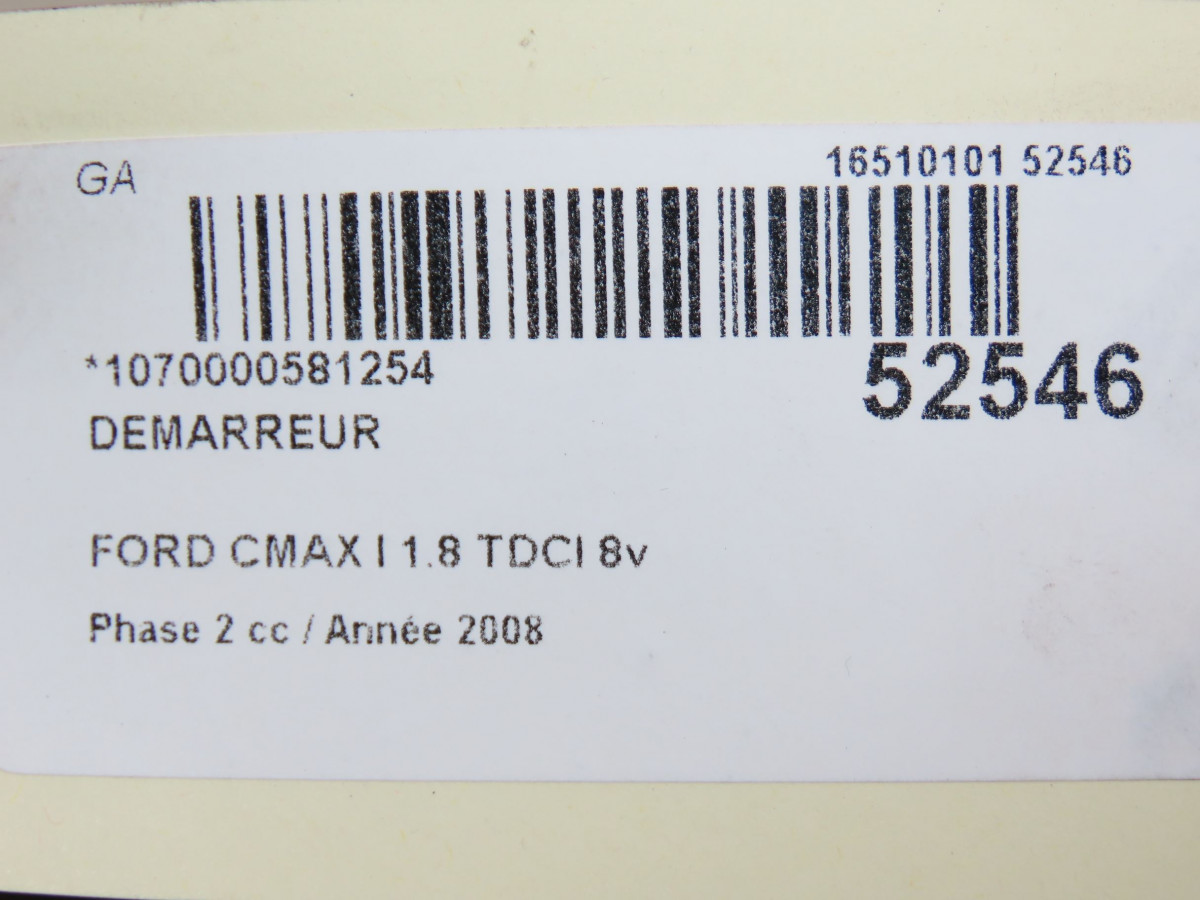 GA 16510101 52546
*1070000581254 52546
DEMARREUR
FORD CMAX I 1.8 TDCI 8v
Phase 2 cc / Année 2008